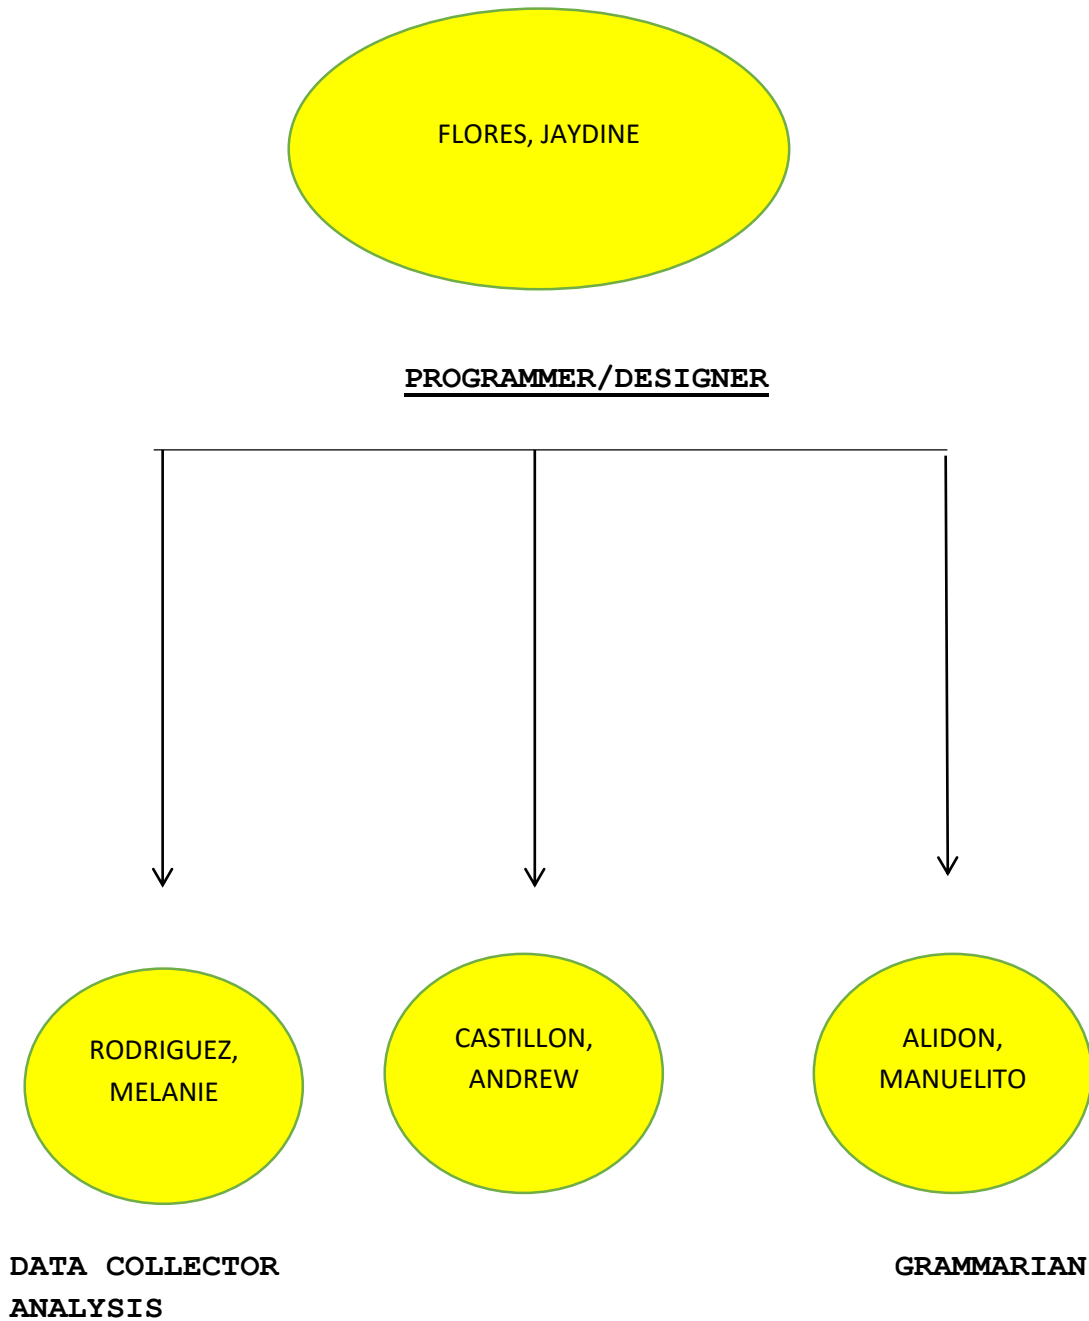 FLORES, JAYDINE
PROGRAMMER/DESIGNER
RODRIGUEZ,
MELANIE
CASTILLON,
ANDREW
ALIDON,
MANUELITO
DATA COLLECTOR
ANALYSIS
GRAMMARIAN